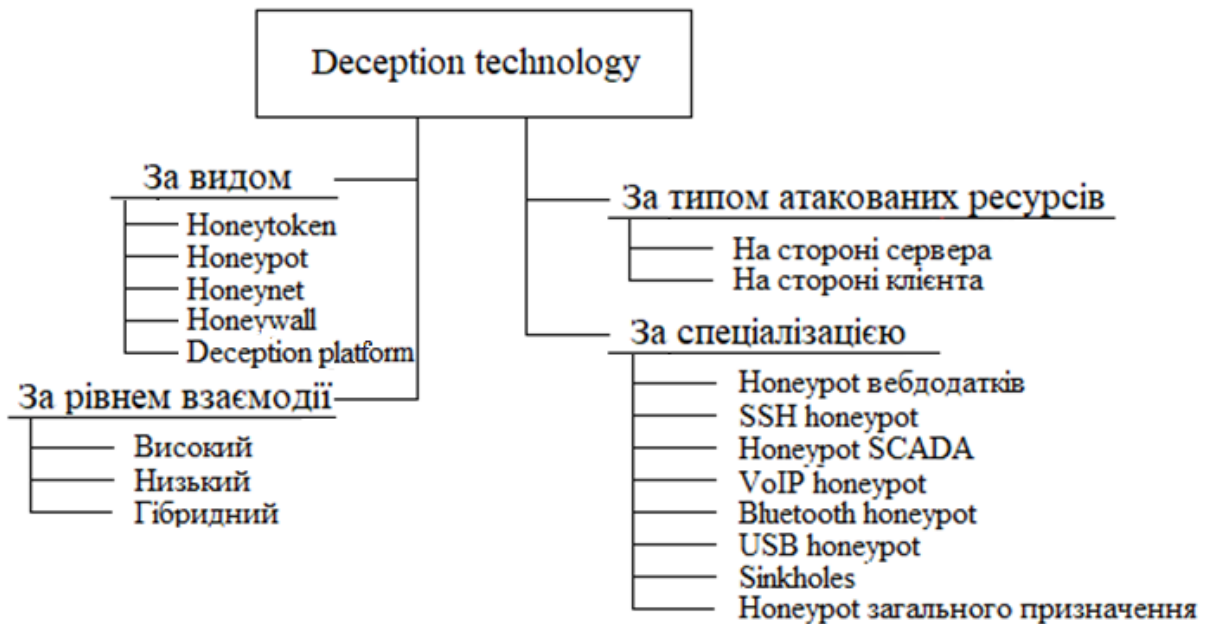 Deception technology
За видом
Honeytoken
Honeypot
Honeynet
Honeywall
Deception platform
За рівнем взаємодії
Високий
Низький
Гібридний
За типом атакованих ресурсів
На стороні сервера
На стороні клієнта
За спеціалізацією
Honeypot вебдодатків
SSH honeypot
Honeypot SCADA
VoIP honeypot
Bluetooth honeypot
USB honeypot
Sinkholes
Honeypot загального призначення